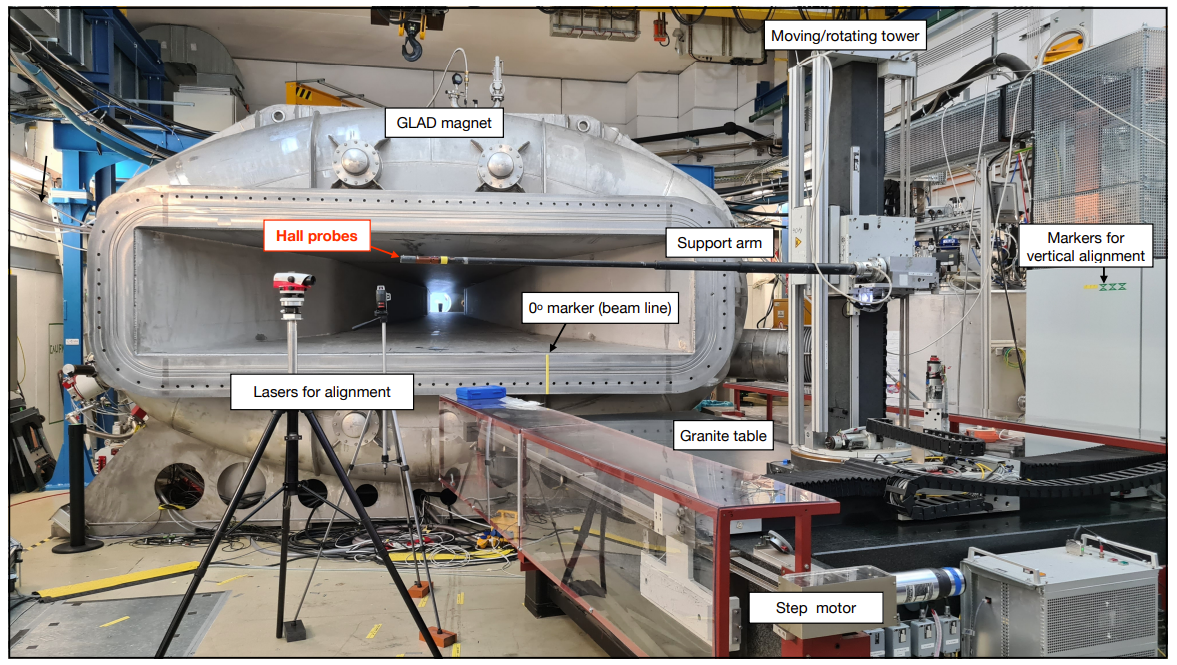 Moving/rotating tower
GLAD magnet
Hall probes
Support arm
Markers for
vertical alignment
0º marker (beam line)
Lasers for alignment
Granite table
Step motor